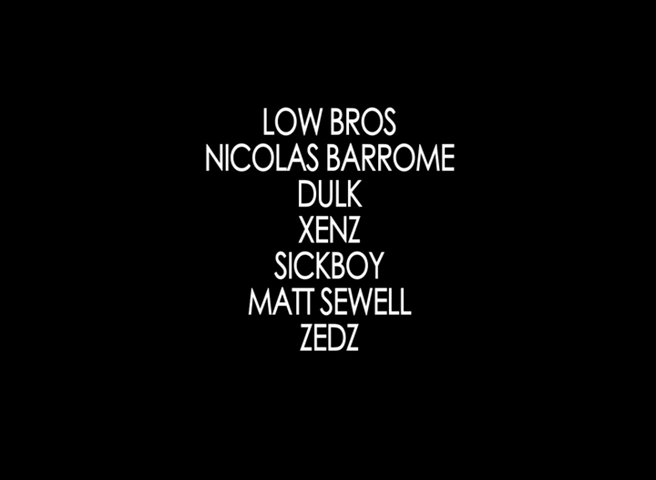 LOW BROS
NICOLAS BARROME
DULK
XENZ
SICKBOY
MATT SEWELL
ZEDZ